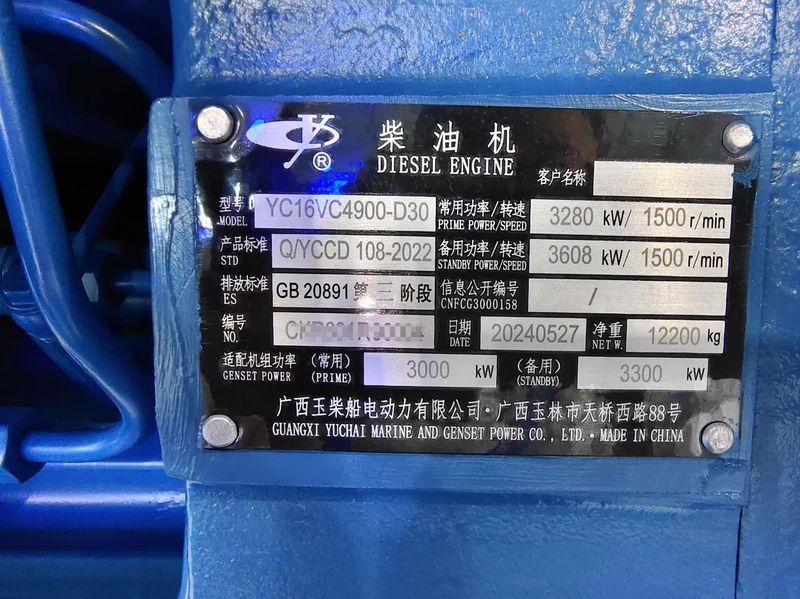 柴油机
® DIESEL ENGINE
客户名称
型号 YC16VC4900-D30 常用功率/转速 3280 kW/ 1500 r/min
MODEL PRIME POWER/SPEED
产品标准 Q/YCCD 108-2022 备用功率/转速 3608 kW/ 1500 r/min
STD STANDBY POWER/SPEED
排放标准 GB 20891 第三阶段 信息公开编号 /
ES CNFCG3000158
编号 日期 20240527 净重 12200 kg
NO. DATE NET W.
适配机组功率 (常用) 3000 kW (备用) 3300 kW
GENSET POWER (PRIME) (STANDBY)
广西玉柴船电动力有限公司·广西玉林市天桥西路88号
GUANGXI YUCHAI MARINE AND GENSET POWER CO., LTD.·MADE IN CHINA